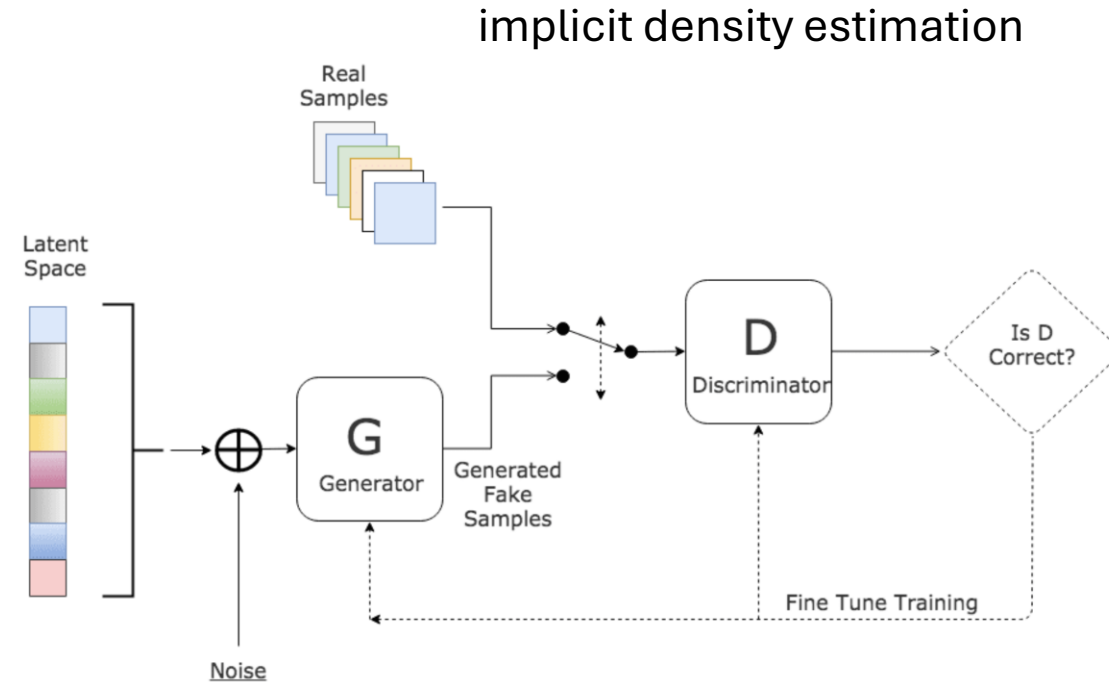 implicit density estimation
Real
Samples
Latent
Space
D
Discriminator
Is D
Correct?
G
Generator
Generated
Fake
Samples
Fine Tune Training
Noise